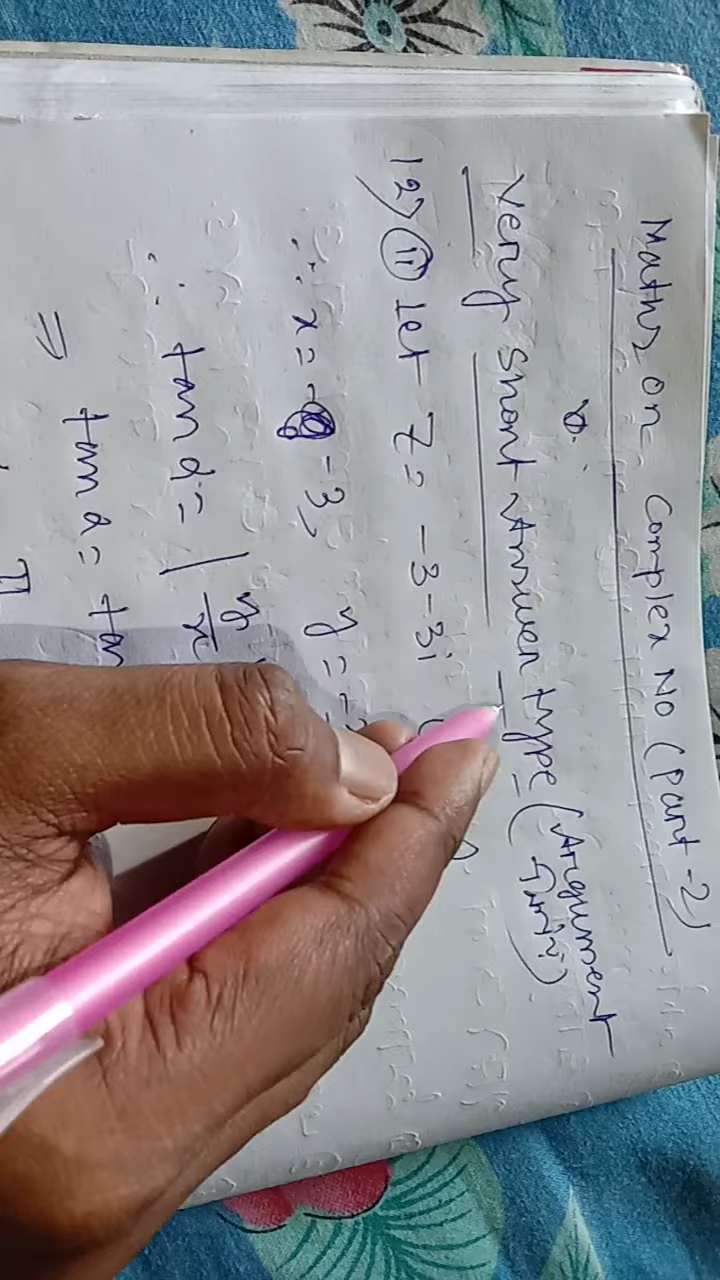 Maths on Complex No (Part-2)
Very Short Answer type (Argument
12) (ii) Let Z = -3-3i
∴ x = -3, y = -3
∴ tan α = | y/x
⇒ tan α = tan
π